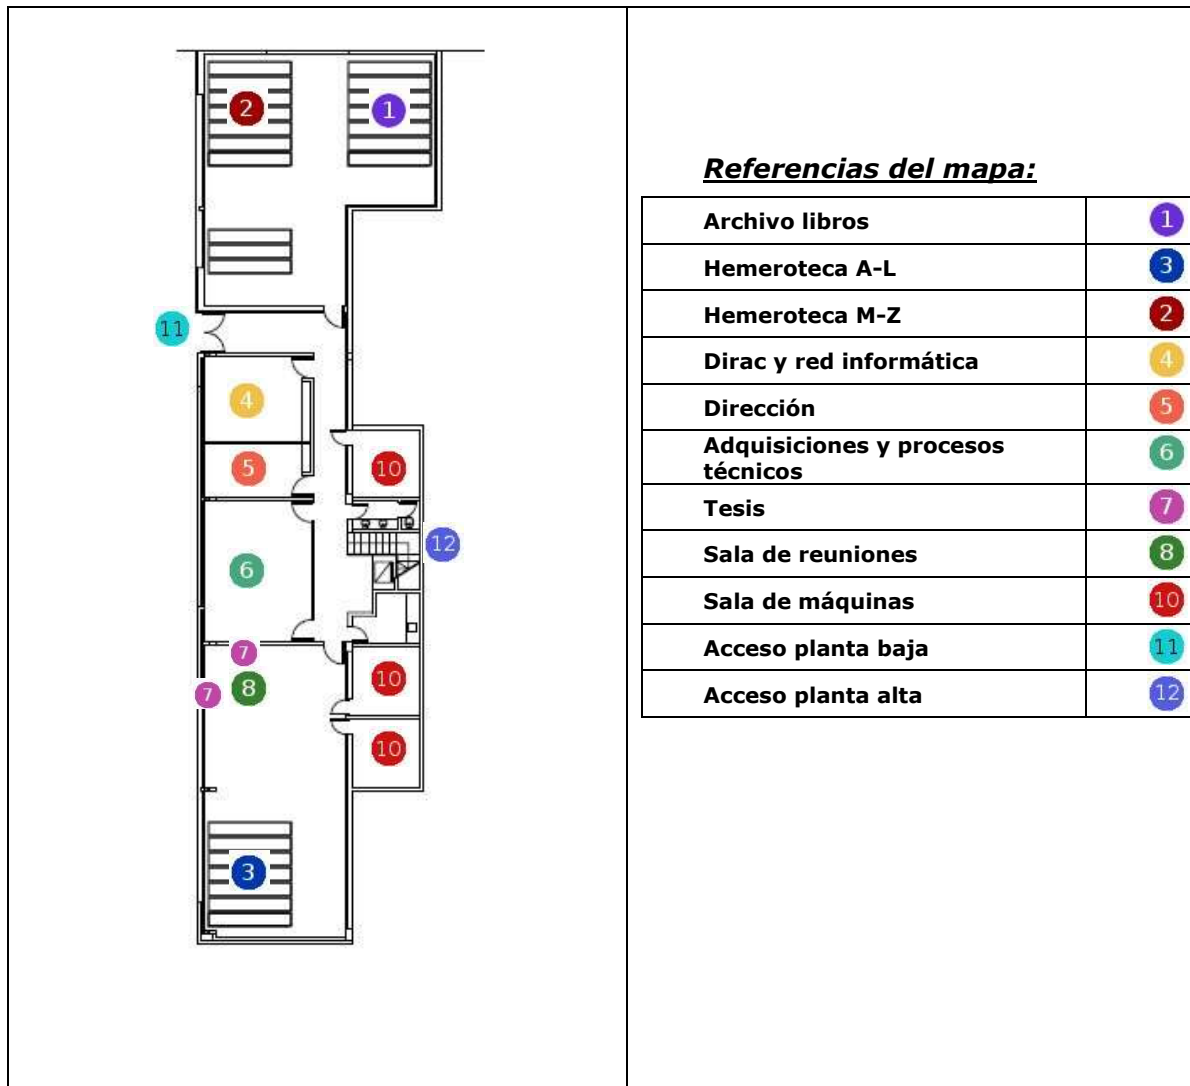 2
1
11
4
5
10
12
6
7
8
7
10
10
3
Referencias del mapa:
Archivo libros 1
Hemeroteca A-L 3
Hemeroteca M-Z 2
Dirac y red informática 4
Dirección 5
Adquisiciones y procesos
técnicos 6
Tesis 7
Sala de reuniones 8
Sala de máquinas 10
Acceso planta baja 11
Acceso planta alta 12